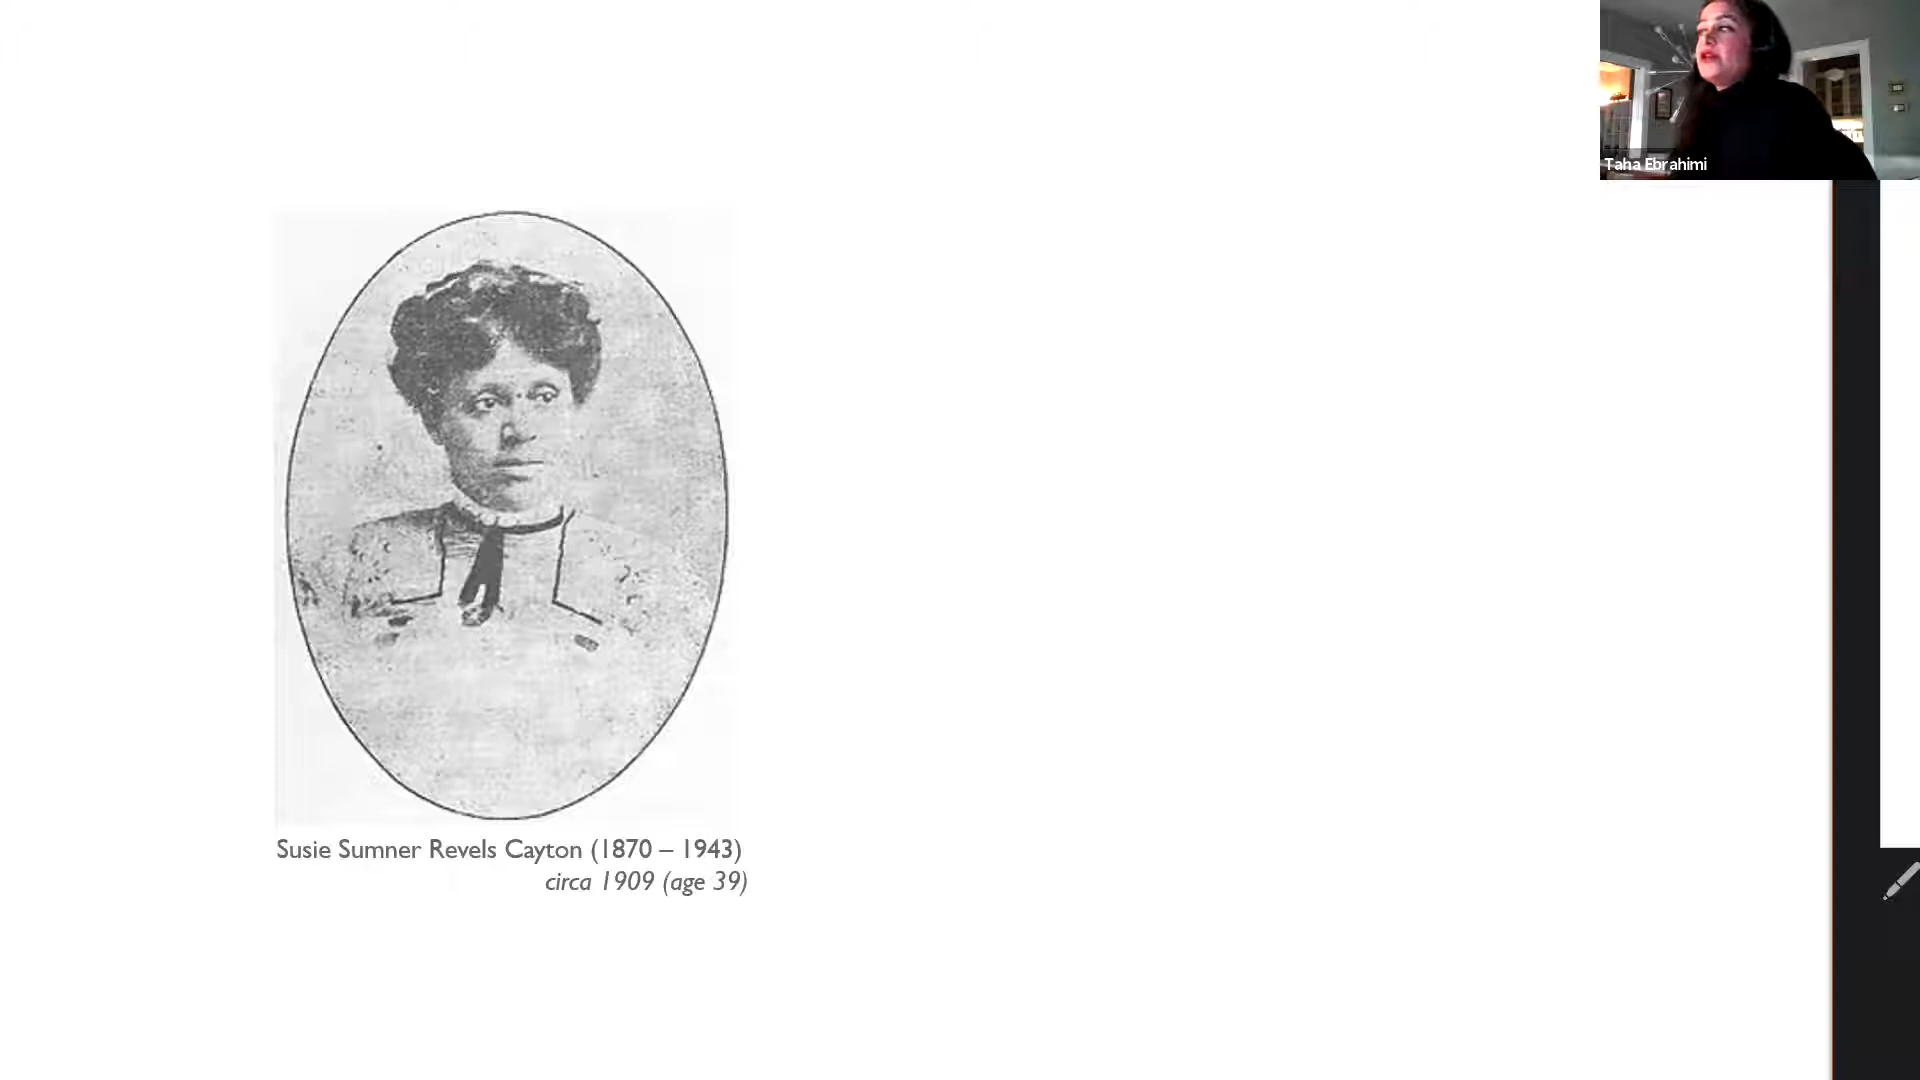 Taha Ebrahimi
Susie Sumner Revels Cayton (1870 – 1943)
circa 1909 (age 39)